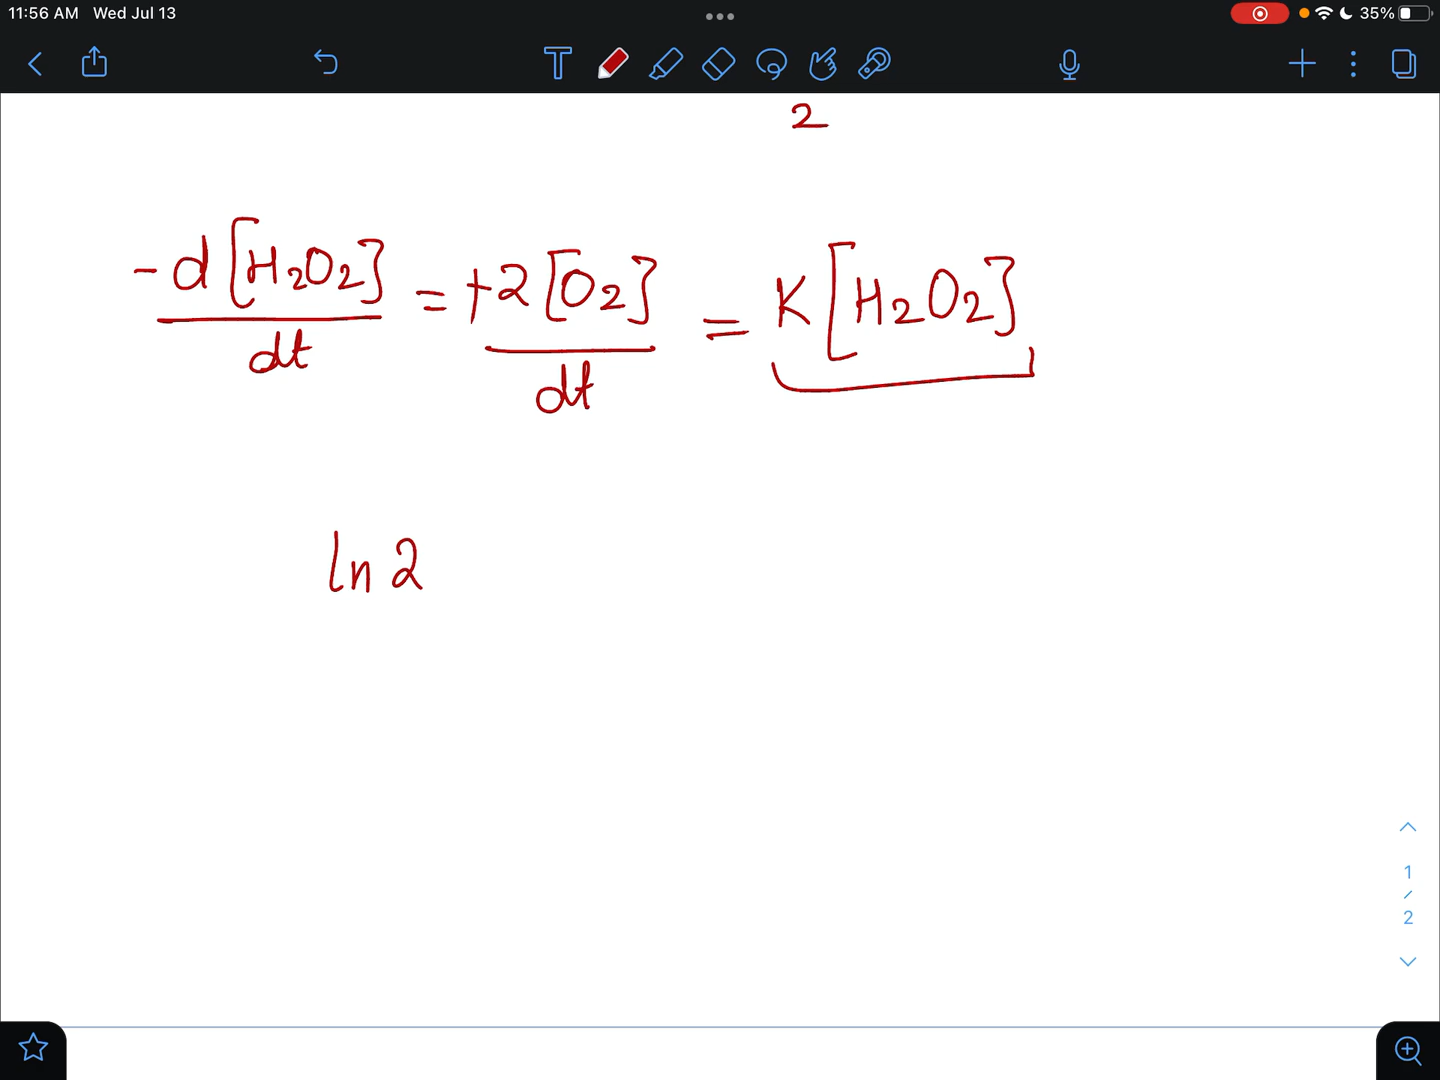 11:56 AM Wed Jul 13
35%
2
-d[H₂O₂]/dt = +2[O₂]/dt = K[H₂O₂]
ln 2
1
/
2